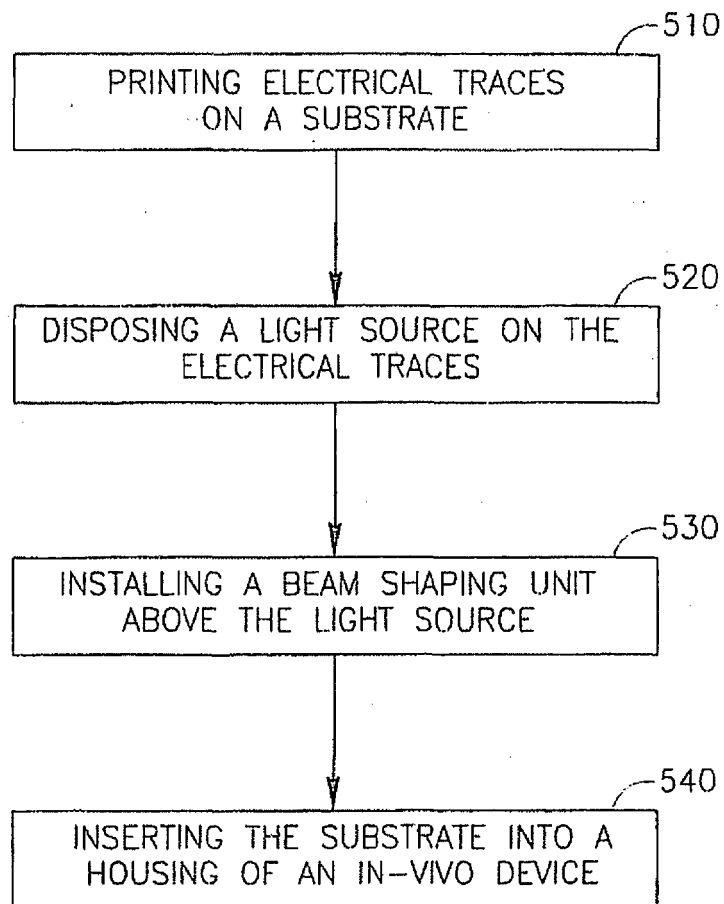 510
PRINTING ELECTRICAL TRACES
ON A SUBSTRATE
520
DISPOSING A LIGHT SOURCE ON THE
ELECTRICAL TRACES
530
INSTALLING A BEAM SHAPING UNIT
ABOVE THE LIGHT SOURCE
540
INSERTING THE SUBSTRATE INTO A
HOUSING OF AN IN-VIVO DEVICE